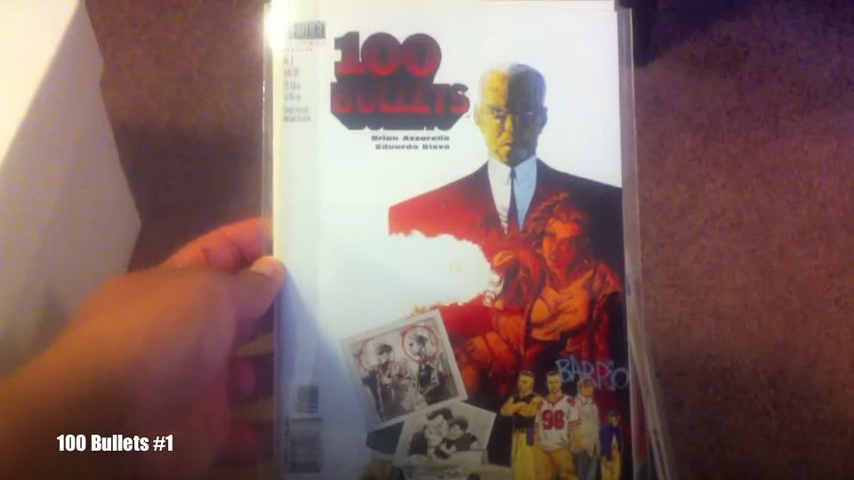 100
BULLETS
Brian Azzarello
Eduardo Risso
BARRIO
96
100 Bullets #1